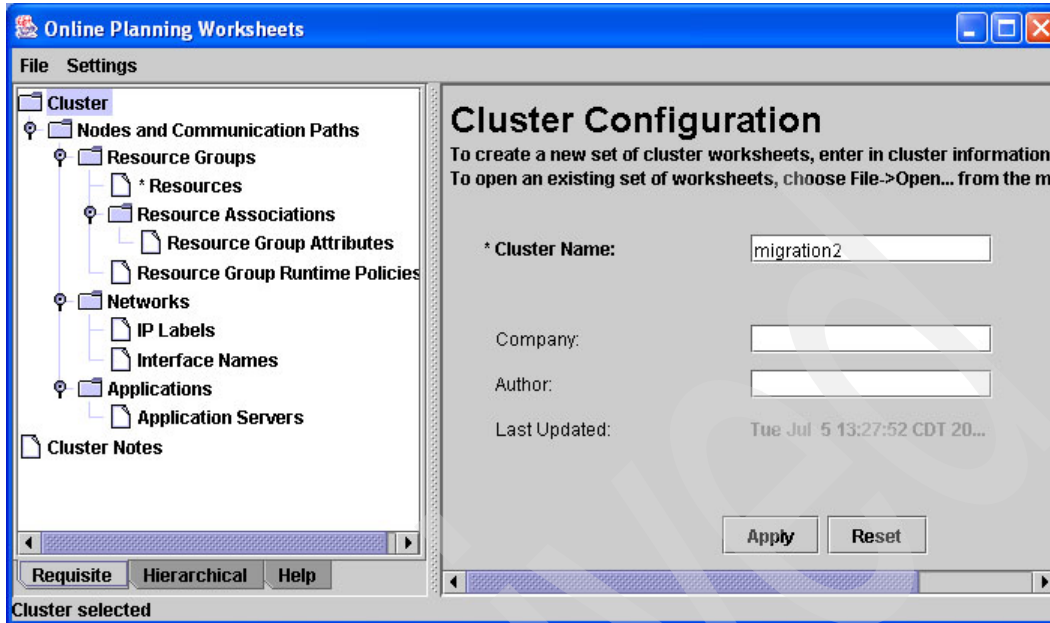 Online Planning Worksheets
File Settings
Cluster
Nodes and Communication Paths
Resource Groups
* Resources
Resource Associations
Resource Group Attributes
Resource Group Runtime Policies
Networks
IP Labels
Interface Names
Applications
Application Servers
Cluster Notes
Requisite Hierarchical Help
Cluster selected
Cluster Configuration
To create a new set of cluster worksheets, enter in cluster information
To open an existing set of worksheets, choose File->Open... from the m
* Cluster Name: migration2
Company:
Author:
Last Updated: Tue Jul 5 13:27:52 CDT 20...
Apply Reset